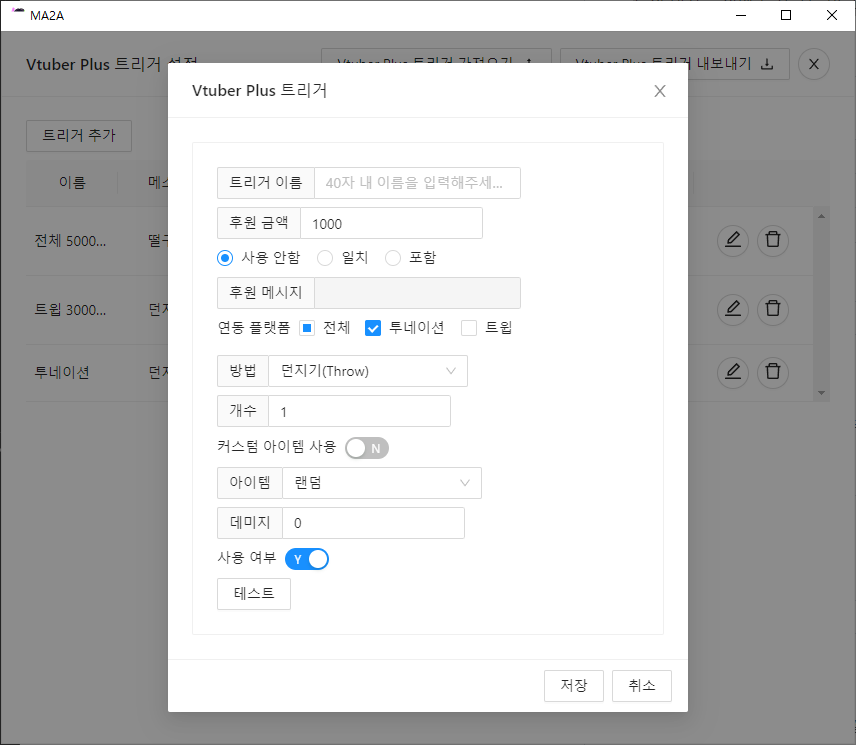 MA2A
Vtuber Plus 트리거 설정
Vtuber Plus 트리거 가져오기
Vtuber Plus 트리거 내보내기
Vtuber Plus 트리거
트리거 추가
이름
전체 5000...
트윕 3000...
투네이션
트리거 이름 40자 내 이름을 입력해주세...
후원 금액 1000
사용 안함 일치 포함
후원 메시지
연동 플랫폼 전체 투네이션 트윕
방법 던지기(Throw)
개수 1
커스텀 아이템 사용 N
아이템 랜덤
데미지 0
사용 여부 Y
테스트
저장 취소